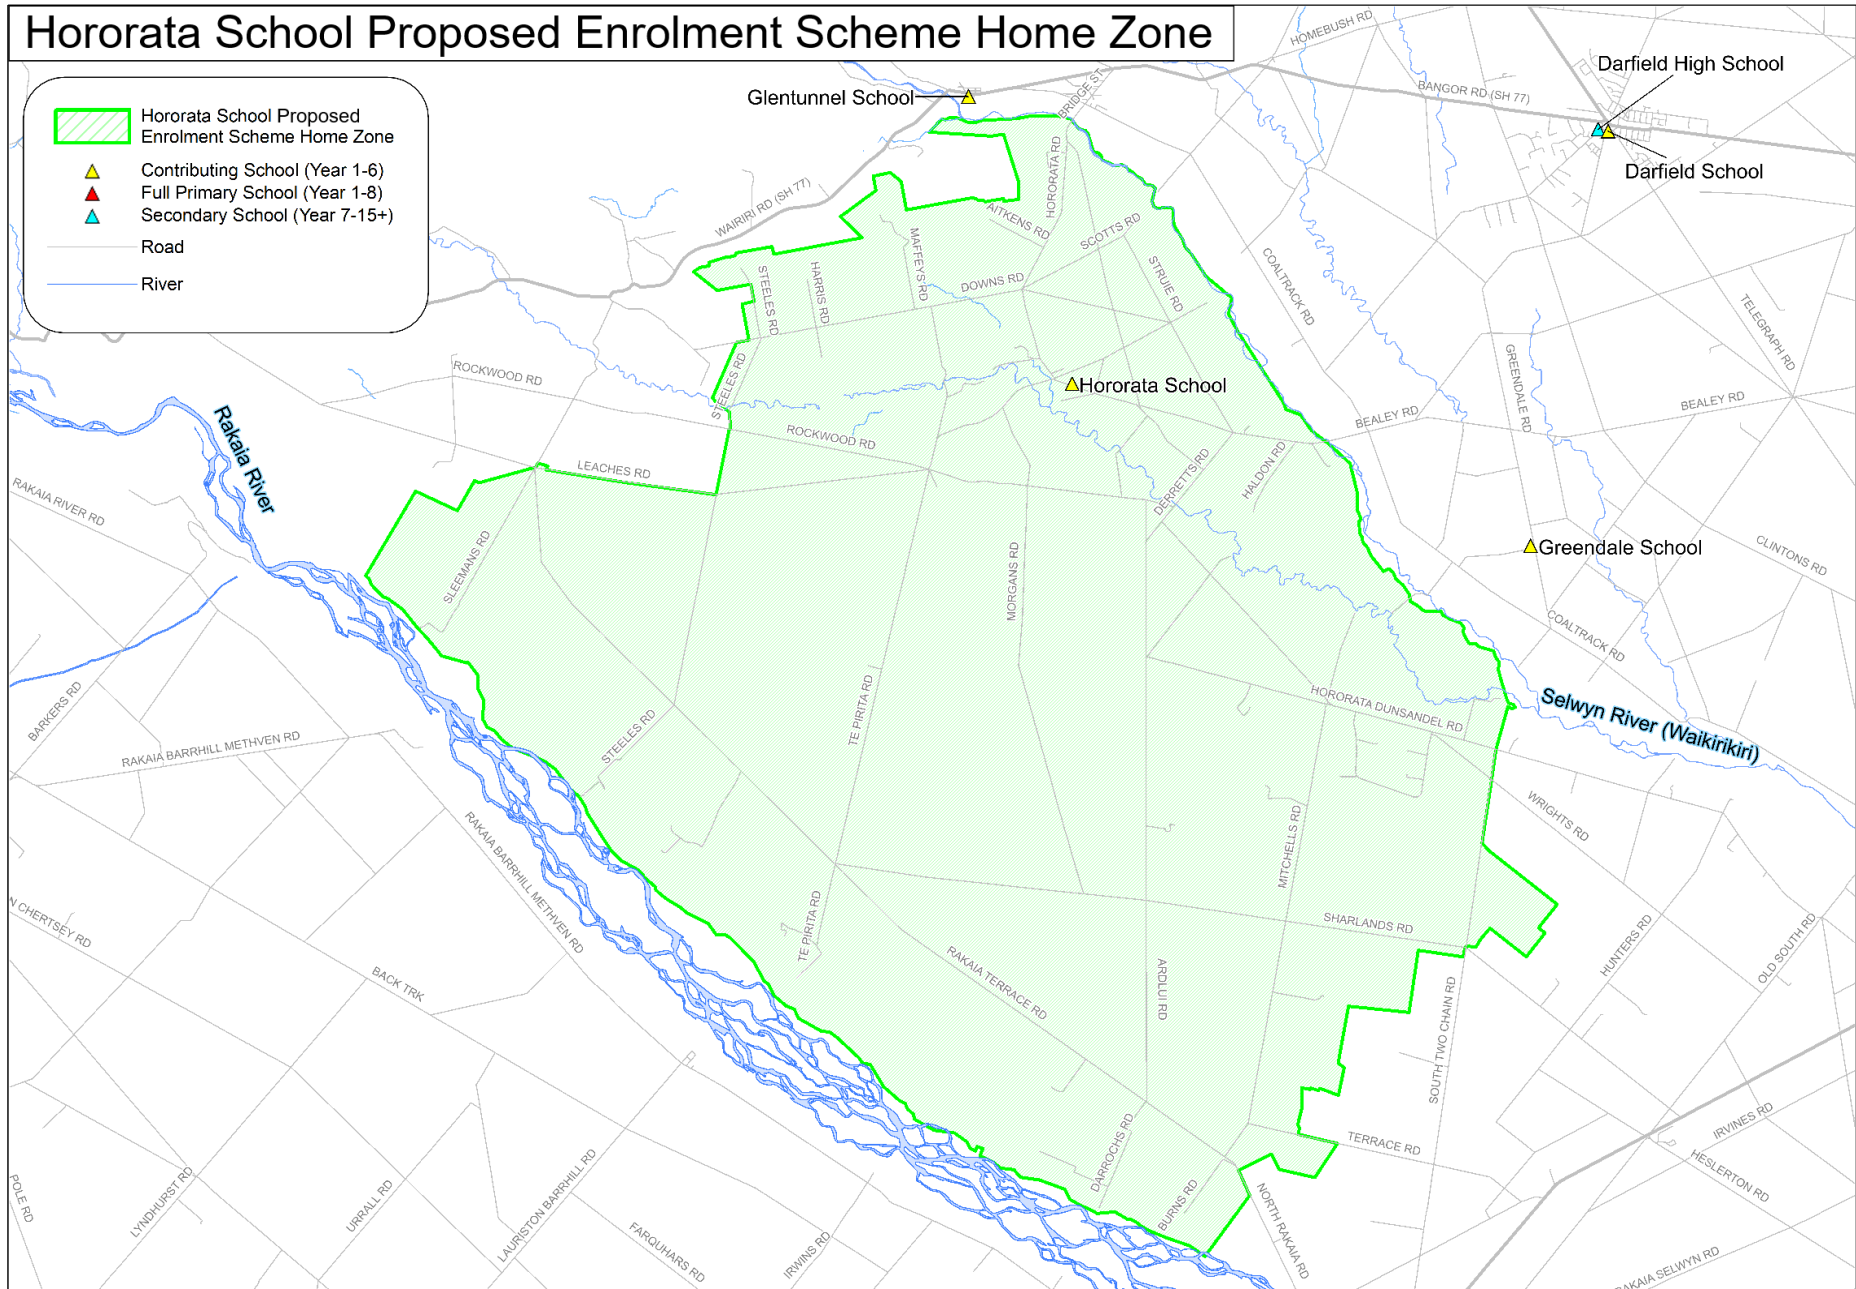 Hororata School Proposed Enrolment Scheme Home Zone
Hororata School Proposed
Enrolment Scheme Home Zone
Contributing School (Year 1-6)
Full Primary School (Year 1-8)
Secondary School (Year 7-15+)
Road
River
HOMEBUSH RD
Darfield High School
BANGOR RD (SH 77)
Glentunnel School
BRIDGE ST
Darfield School
WAIRIRI RD (SH 77)
HORORATA RD
AITKENS RD
SCOTTS RD
MAFFEYS RD
STEELES RD
HARRIS RD
DOWNS RD
STRUIE RD
COALTRACK RD
TELEGRAPH RD
GREENDALE RD
ROCKWOOD RD
STEELES RD
Hororata School
BEALEY RD
BEALEY RD
Rakaia River
ROCKWOOD RD
LEACHES RD
DERRETTS RD
HALDON RD
RAKAIA RIVER RD
SLEEMANS RD
MORGANS RD
Greendale School
CLINTONS RD
COALTRACK RD
BARKERS RD
RAKAIA BARRHILL METHVEN RD
STEELES RD
TE PIRITA RD
HORORATA DUNSANDEL RD
Selwyn River (Waikirikiri)
WRIGHTS RD
RAKAIA BARRHILL METHVEN RD
MITCHELLS RD
N CHERTSEY RD
BACK TRK
TE PIRITA RD
RAKAIA TERRACE RD
ARDLUI RD
SHARLANDS RD
HUNTERS RD
OLD SOUTH RD
SOUTH TWO CHAIN RD
DARROCHS RD
TERRACE RD
IRVINES RD
HESLERTON RD
POLE RD
LYNDHURST RD
URRALL RD
LAURISTON BARRHILL RD
FARQUHARS RD
IRWINS RD
BURNS RD
NORTH RAKAIA RD
RAKAIA SELWYN RD